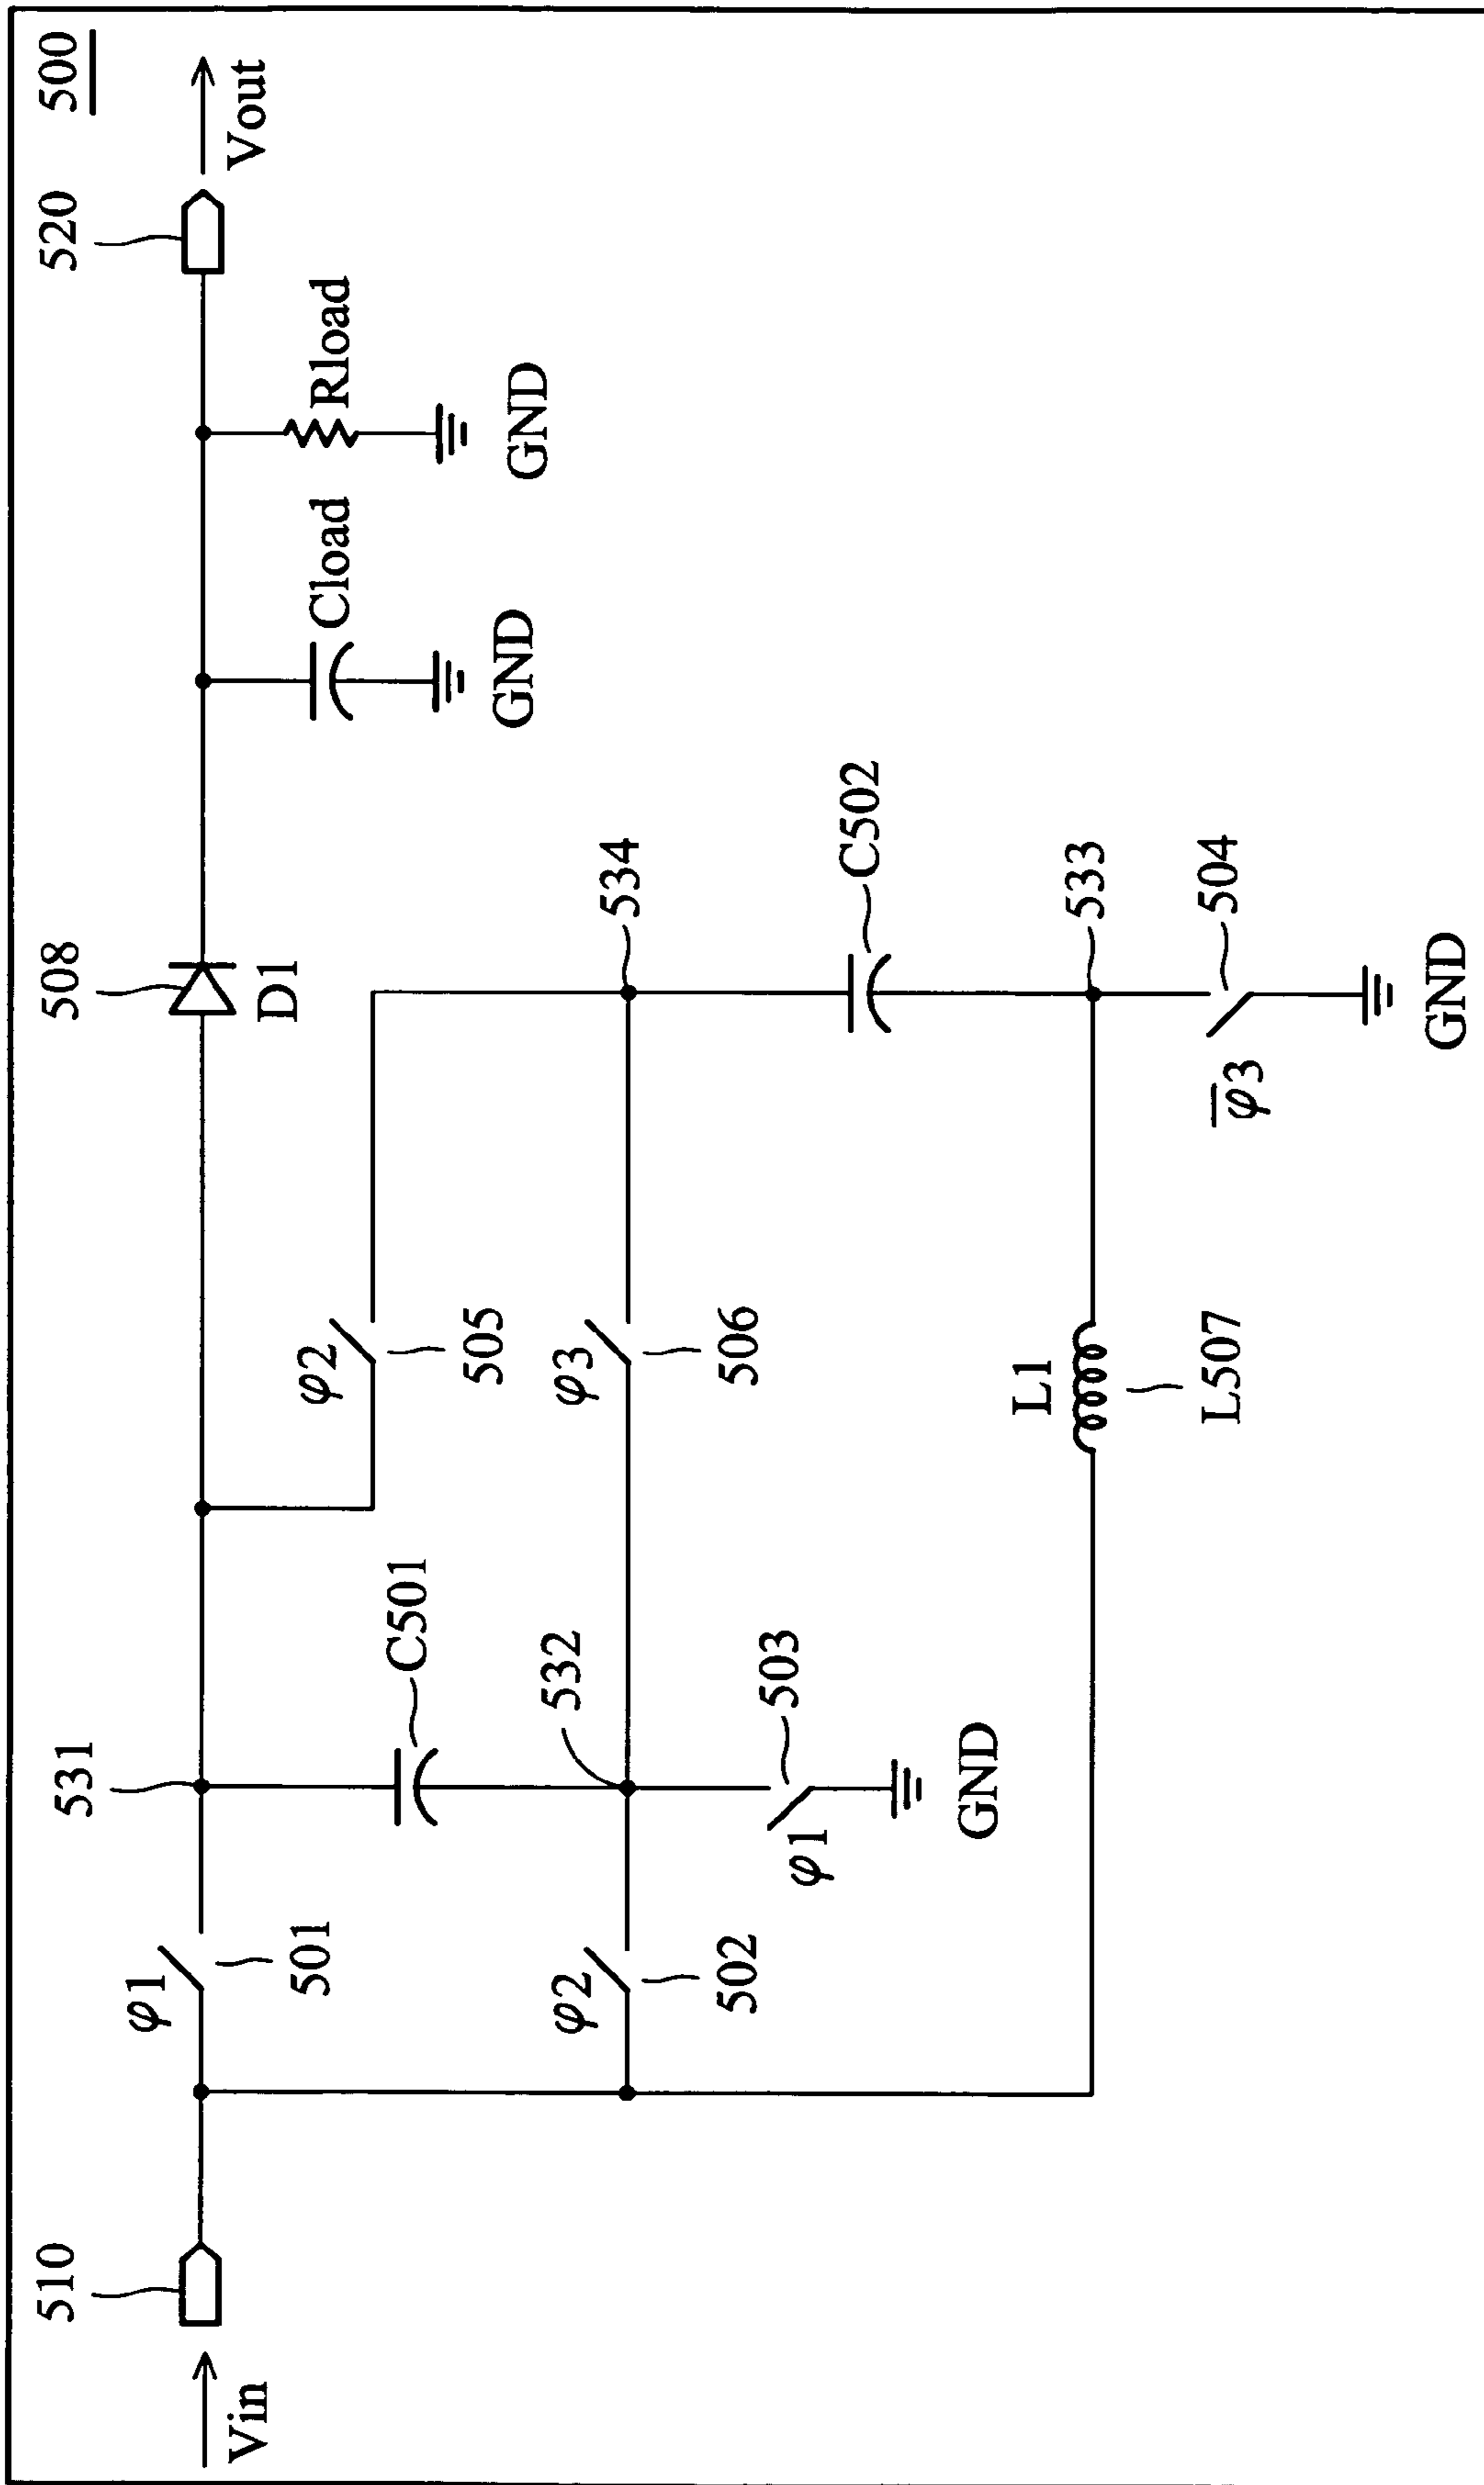 500
510
520
508
531
Vin
Vout
φ1
501
D1
Cload
Rload
GND
GND
C501
φ2
505
532
534
φ2
502
φ3
506
503
φ1
GND
C502
533
L1
L507
504
φ3
GND